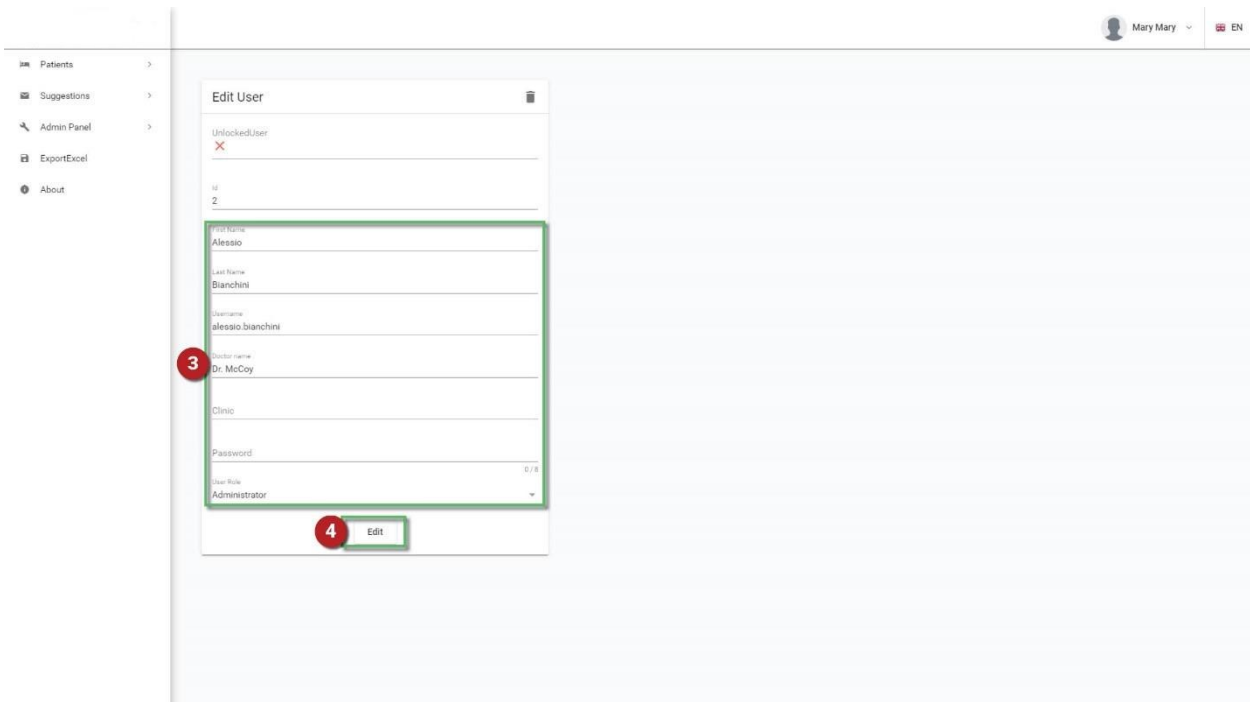 Mary Mary
EN
Patients
Suggestions
Admin Panel
ExportExcel
About
Edit User
UnlockedUser
Id
2
First Name
Alessio
Last Name
Bianchini
Username
alessio.bianchini
3
Doctor name
Dr. McCoy
Clinic
Password
0 / 8
User Role
Administrator
4
Edit